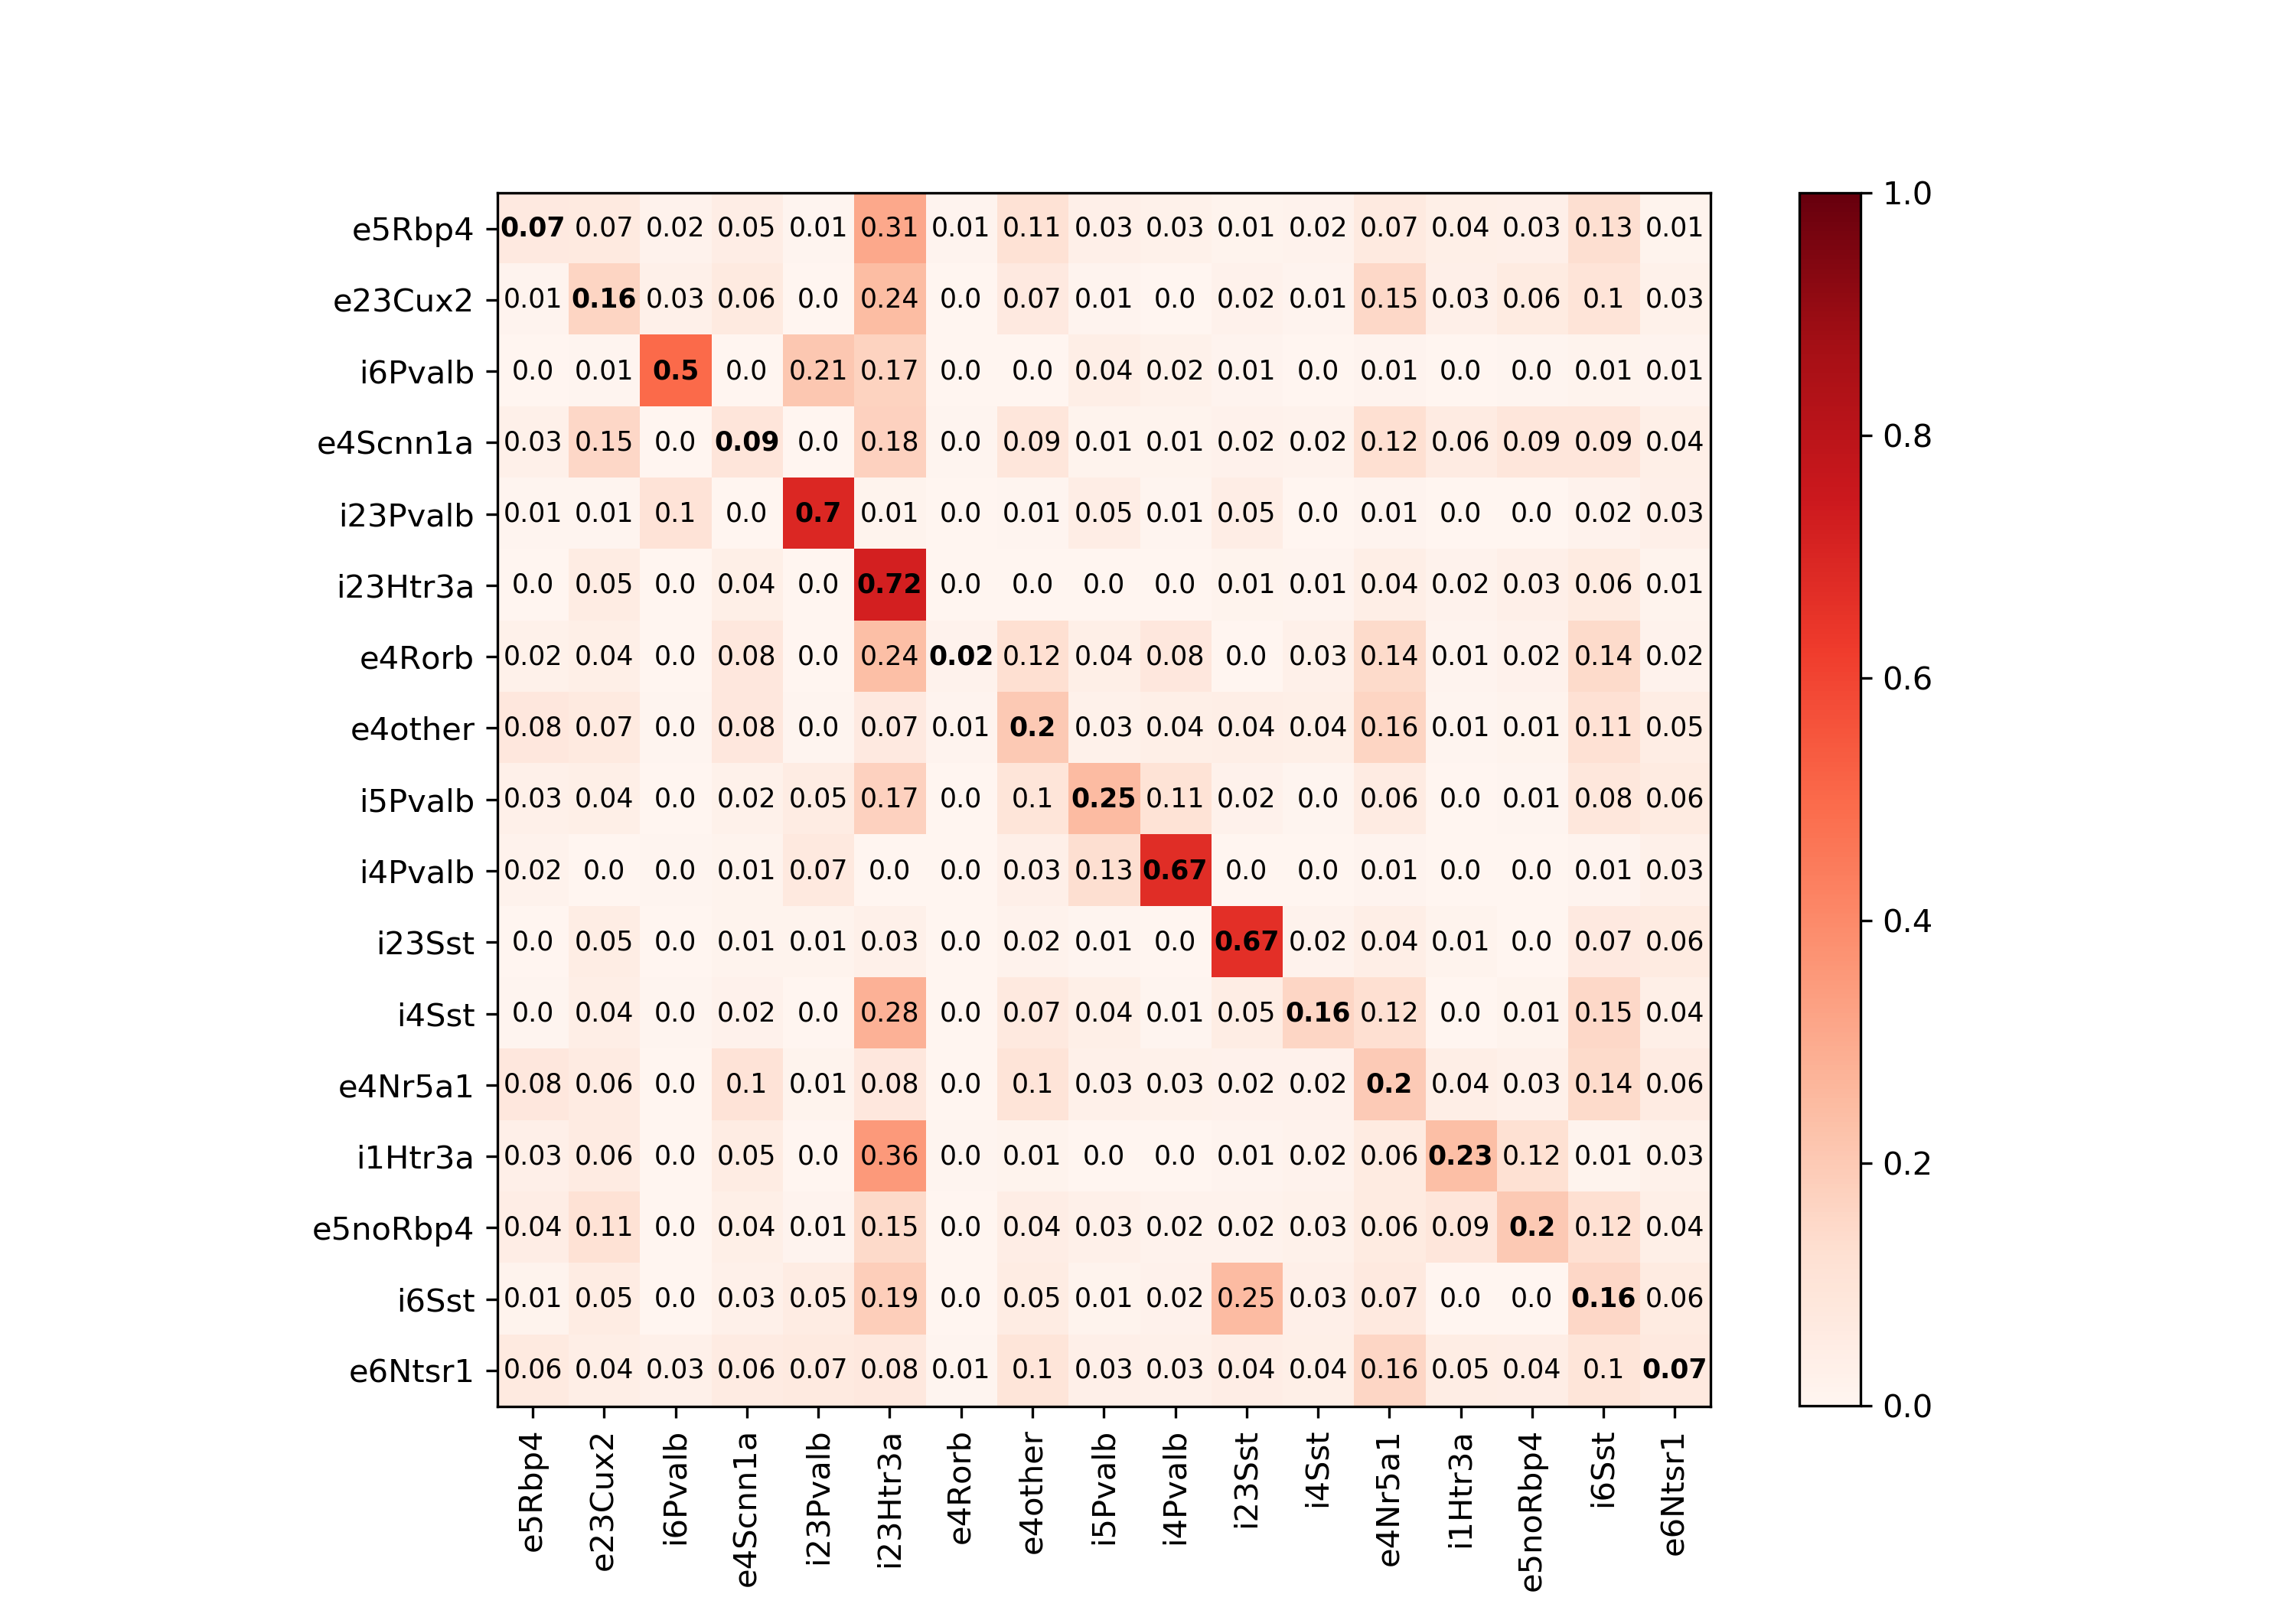 e5Rbp4 0.07 0.07 0.02 0.05 0.01 0.31 0.01 0.11 0.03 0.03 0.01 0.02 0.07 0.04 0.03 0.13 0.01
e23Cux2 0.01 0.16 0.03 0.06 0.0 0.24 0.0 0.07 0.01 0.0 0.02 0.01 0.15 0.03 0.06 0.1 0.03
i6Pvalb 0.0 0.01 0.5 0.0 0.21 0.17 0.0 0.0 0.04 0.02 0.01 0.0 0.01 0.0 0.0 0.01 0.01
e4Scnn1a 0.03 0.15 0.0 0.09 0.0 0.18 0.0 0.09 0.01 0.01 0.02 0.02 0.12 0.06 0.09 0.09 0.04
i23Pvalb 0.01 0.01 0.1 0.0 0.7 0.01 0.0 0.01 0.05 0.01 0.05 0.0 0.01 0.0 0.0 0.02 0.03
i23Htr3a 0.0 0.05 0.0 0.04 0.0 0.72 0.0 0.0 0.0 0.0 0.01 0.01 0.04 0.02 0.03 0.06 0.01
e4Rorb 0.02 0.04 0.0 0.08 0.0 0.24 0.02 0.12 0.04 0.08 0.0 0.03 0.14 0.01 0.02 0.14 0.02
e4other 0.08 0.07 0.0 0.08 0.0 0.07 0.01 0.2 0.03 0.04 0.04 0.04 0.16 0.01 0.01 0.11 0.05
i5Pvalb 0.03 0.04 0.0 0.02 0.05 0.17 0.0 0.1 0.25 0.11 0.02 0.0 0.06 0.0 0.01 0.08 0.06
i4Pvalb 0.02 0.0 0.0 0.01 0.07 0.0 0.0 0.03 0.13 0.67 0.0 0.0 0.01 0.0 0.0 0.01 0.03
i23Sst 0.0 0.05 0.0 0.01 0.01 0.03 0.0 0.02 0.01 0.0 0.67 0.02 0.04 0.01 0.0 0.07 0.06
i4Sst 0.0 0.04 0.0 0.02 0.0 0.28 0.0 0.07 0.04 0.01 0.05 0.16 0.12 0.0 0.01 0.15 0.04
e4Nr5a1 0.08 0.06 0.0 0.1 0.01 0.08 0.0 0.1 0.03 0.03 0.02 0.02 0.2 0.04 0.03 0.14 0.06
i1Htr3a 0.03 0.06 0.0 0.05 0.0 0.36 0.0 0.01 0.0 0.0 0.01 0.02 0.06 0.23 0.12 0.01 0.03
e5noRbp4 0.04 0.11 0.0 0.04 0.01 0.15 0.0 0.04 0.03 0.02 0.02 0.03 0.06 0.09 0.2 0.12 0.04
i6Sst 0.01 0.05 0.0 0.03 0.05 0.19 0.0 0.05 0.01 0.02 0.25 0.03 0.07 0.0 0.0 0.16 0.06
e6Ntsr1 0.06 0.04 0.03 0.06 0.07 0.08 0.01 0.1 0.03 0.03 0.04 0.04 0.16 0.05 0.04 0.1 0.07
e5Rbp4
e23Cux2
i6Pvalb
e4Scnn1a
i23Pvalb
i23Htr3a
e4Rorb
e4other
i5Pvalb
i4Pvalb
i23Sst
i4Sst
e4Nr5a1
i1Htr3a
e5noRbp4
i6Sst
e6Ntsr1
1.0
0.8
0.6
0.4
0.2
0.0